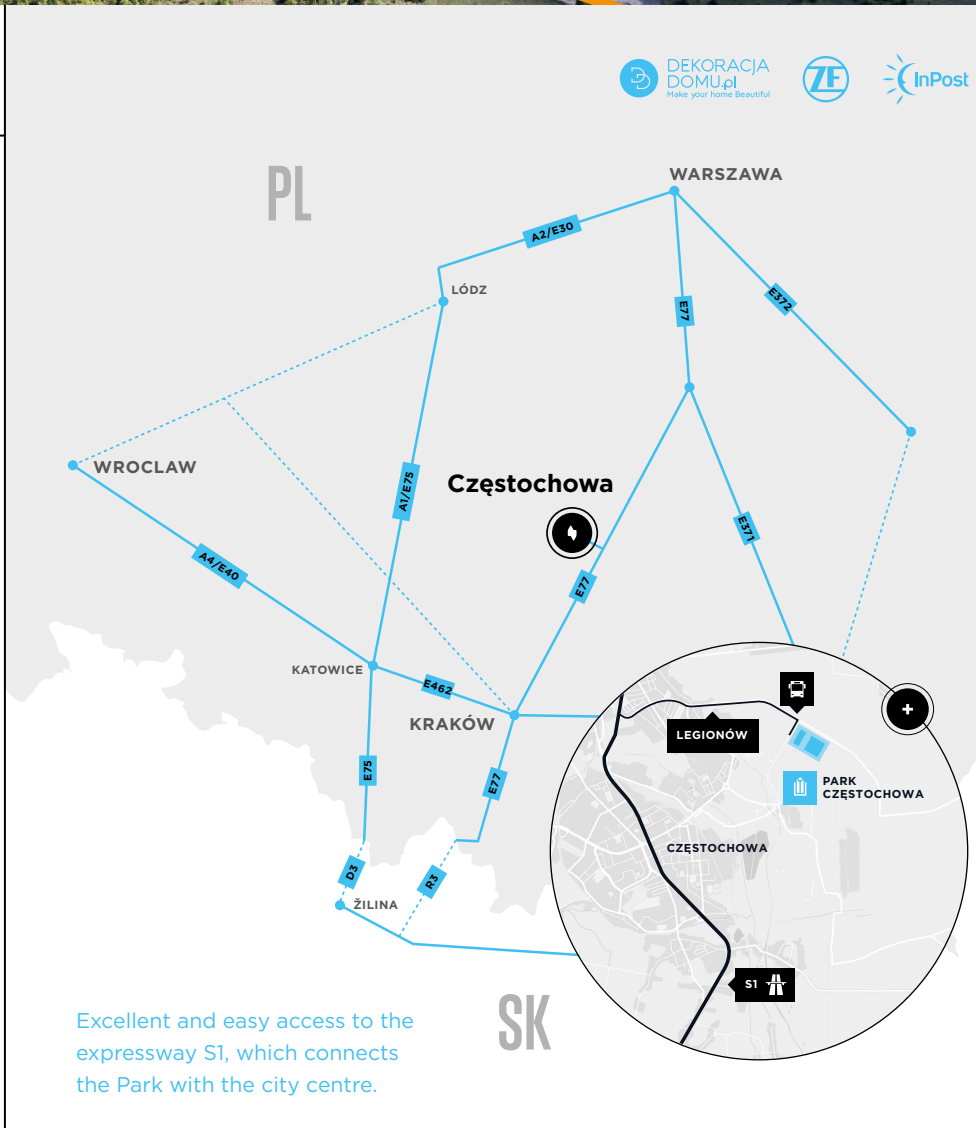 DEKORACJA
DOMU.pl
Make your home Beautiful
ZF
InPost
PL
WARSZAWA
A2/E30
LÓDZ
E77
E372
WROCLAW
A1/E75
Częstochowa
A4/E40
E371
E77
KATOWICE
E462
KRAKÓW
LEGIONÓW
E75
E77
PARK
CZĘSTOCHOWA
CZĘSTOCHOWA
D3
R3
ŽILINA
S1
SK
Excellent and easy access to the
expressway S1, which connects
the Park with the city centre.